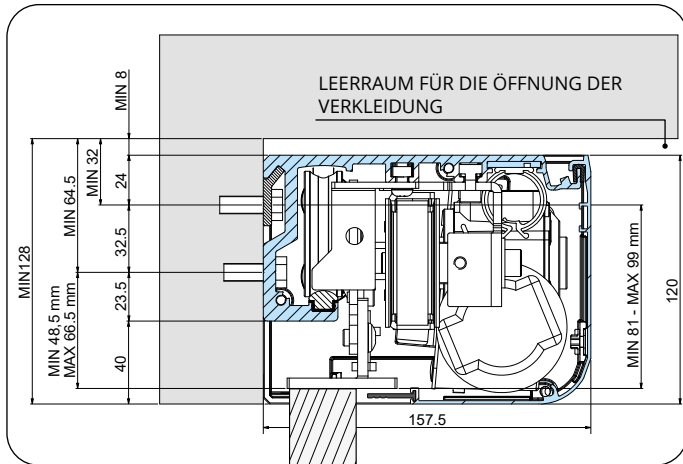 LEERRAUM FÜR DIE ÖFFNUNG DER
VERKLEIDUNG
MIN 8
MIN 32
MIN 64.5
MIN128
24
32.5
23.5
40
MIN 48,5 mm
MAX 66.5 mm
MIN 81 - MAX 99 mm
120
157.5